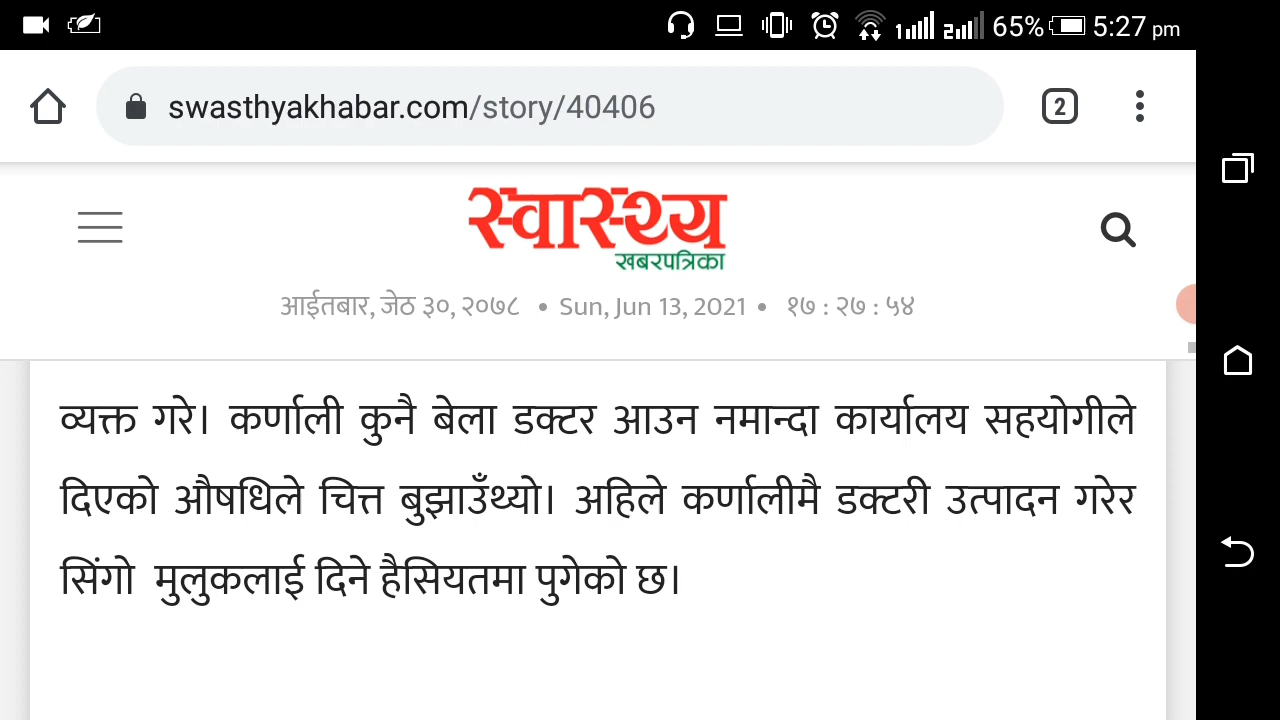 65% 5:27 pm
swasthyakhabar.com/story/40406
2
स्वास्थ्य
खबरपत्रिका
आईतबार, जेठ ३०, २०७८ • Sun, Jun 13, 2021 • १७ : २७ : ५४
व्यक्त गरे। कर्णाली कुनै बेला डक्टर आउन नमान्दा कार्यालय सहयोगीले
दिएको औषधिले चित्त बुझाउँथ्यो। अहिले कर्णालीमै डक्टरी उत्पादन गरेर
सिंगो मुलुकलाई दिने हैसियतमा पुगेको छ।